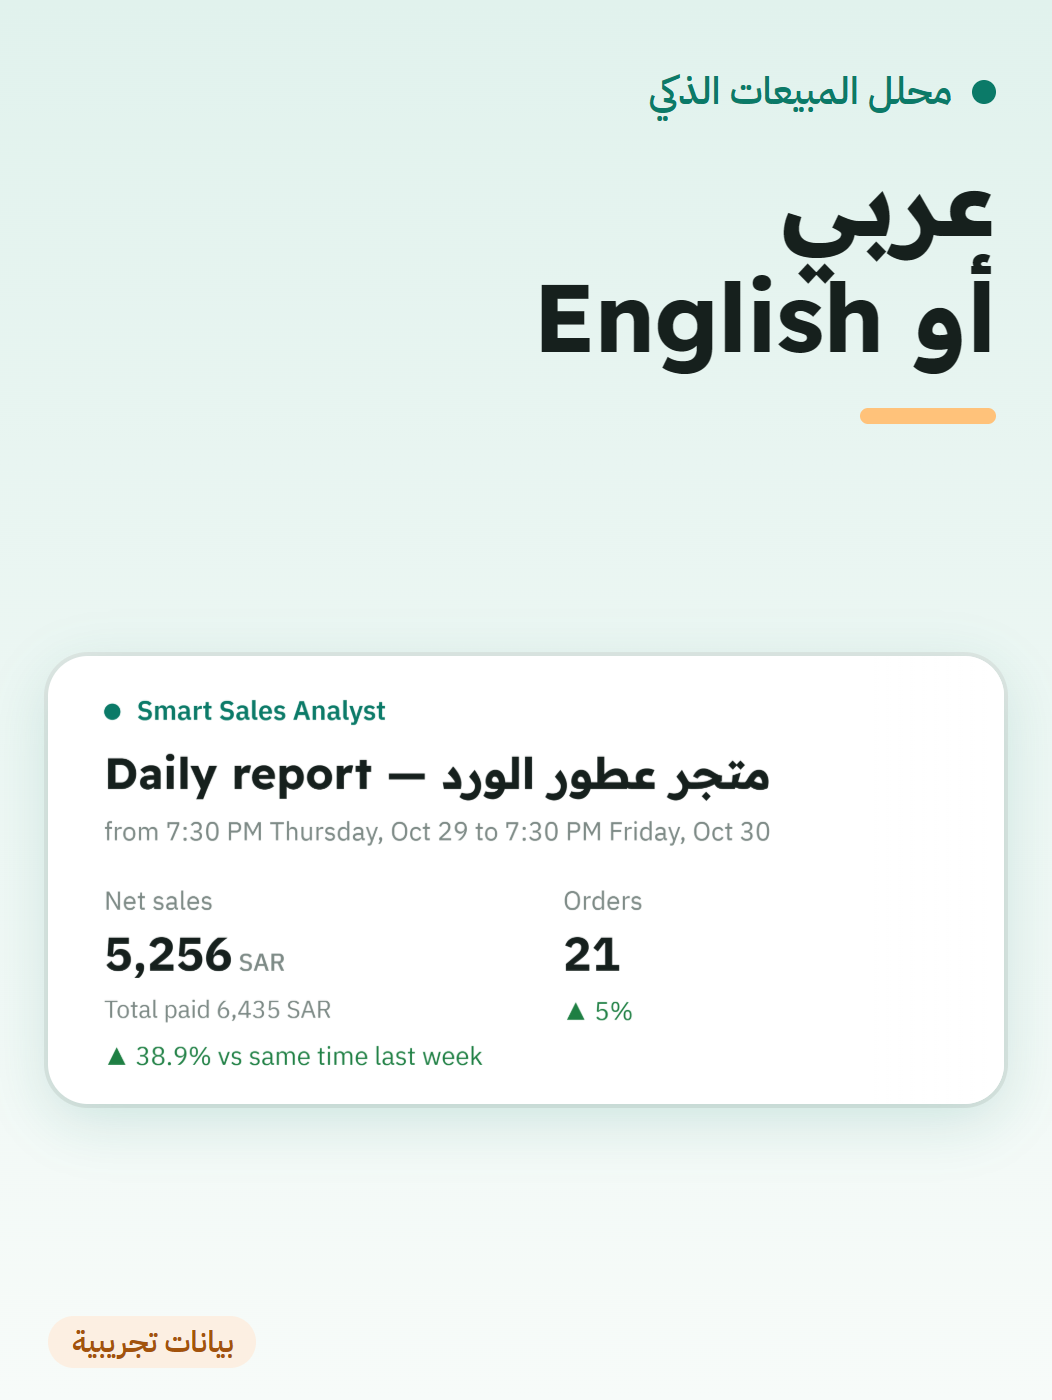 محلل المبيعات الذكي
عربي
أو English
Smart Sales Analyst
Daily report — متجر عطور الورد
from 7:30 PM Thursday, Oct 29 to 7:30 PM Friday, Oct 30
Net sales
5,256 SAR
Total paid 6,435 SAR
▲ 38.9% vs same time last week
Orders
21
▲ 5%
بيانات تجريبية